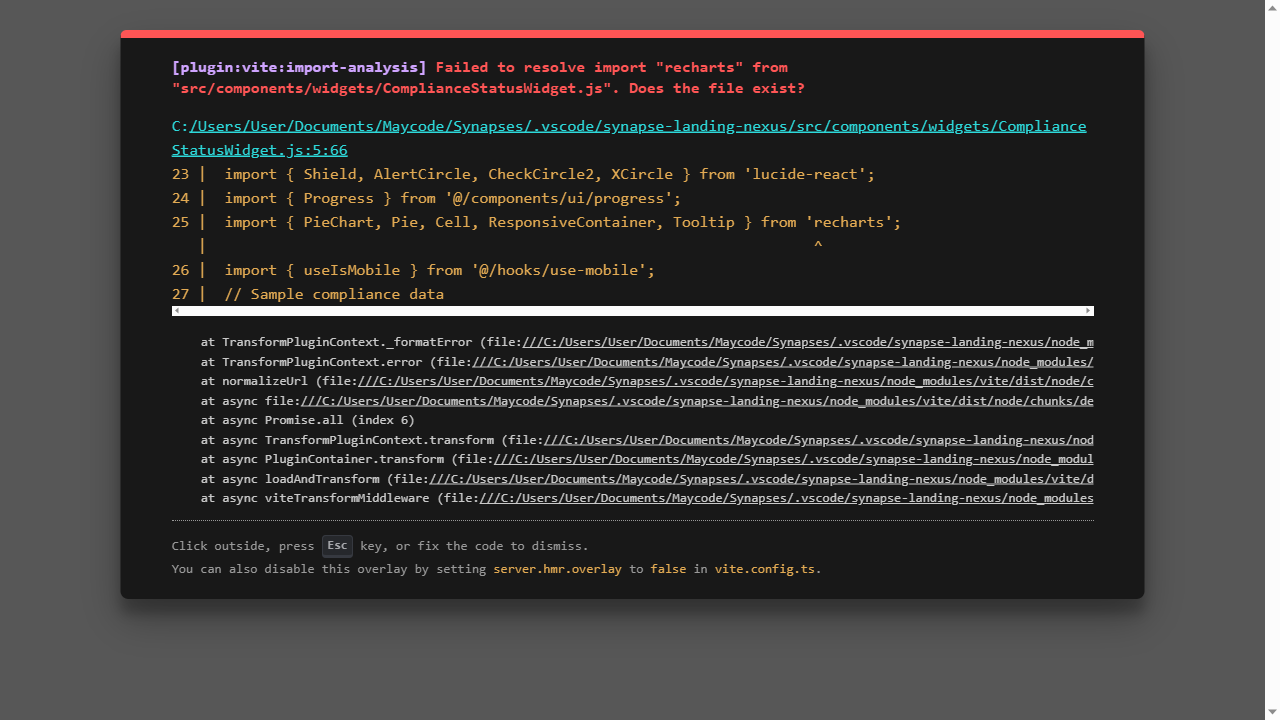 [plugin:vite:import-analysis] Failed to resolve import "recharts" from
"src/components/widgets/ComplianceStatusWidget.js". Does the file exist?
C:/Users/User/Documents/Maycode/Synapses/.vscode/synapse-landing-nexus/src/components/widgets/Compliance
StatusWidget.js:5:66
23 |  import { Shield, AlertCircle, CheckCircle2, XCircle } from 'lucide-react';
24 |  import { Progress } from '@/components/ui/progress';
25 |  import { PieChart, Pie, Cell, ResponsiveContainer, Tooltip } from 'recharts';
   |                                                                     ^
26 |  import { useIsMobile } from '@/hooks/use-mobile';
27 |  // Sample compliance data
at TransformPluginContext._formatError (file:///C:/Users/User/Documents/Maycode/Synapses/.vscode/synapse-landing-nexus/node_m
at TransformPluginContext.error (file:///C:/Users/User/Documents/Maycode/Synapses/.vscode/synapse-landing-nexus/node_modules/
at normalizeUrl (file:///C:/Users/User/Documents/Maycode/Synapses/.vscode/synapse-landing-nexus/node_modules/vite/dist/node/c
at async file:///C:/Users/User/Documents/Maycode/Synapses/.vscode/synapse-landing-nexus/node_modules/vite/dist/node/chunks/de
at async Promise.all (index 6)
at async TransformPluginContext.transform (file:///C:/Users/User/Documents/Maycode/Synapses/.vscode/synapse-landing-nexus/nod
at async PluginContainer.transform (file:///C:/Users/User/Documents/Maycode/Synapses/.vscode/synapse-landing-nexus/node_modul
at async loadAndTransform (file:///C:/Users/User/Documents/Maycode/Synapses/.vscode/synapse-landing-nexus/node_modules/vite/d
at async viteTransformMiddleware (file:///C:/Users/User/Documents/Maycode/Synapses/.vscode/synapse-landing-nexus/node_modules
Click outside, press Esc key, or fix the code to dismiss.
You can also disable this overlay by setting server.hmr.overlay to false in vite.config.ts.